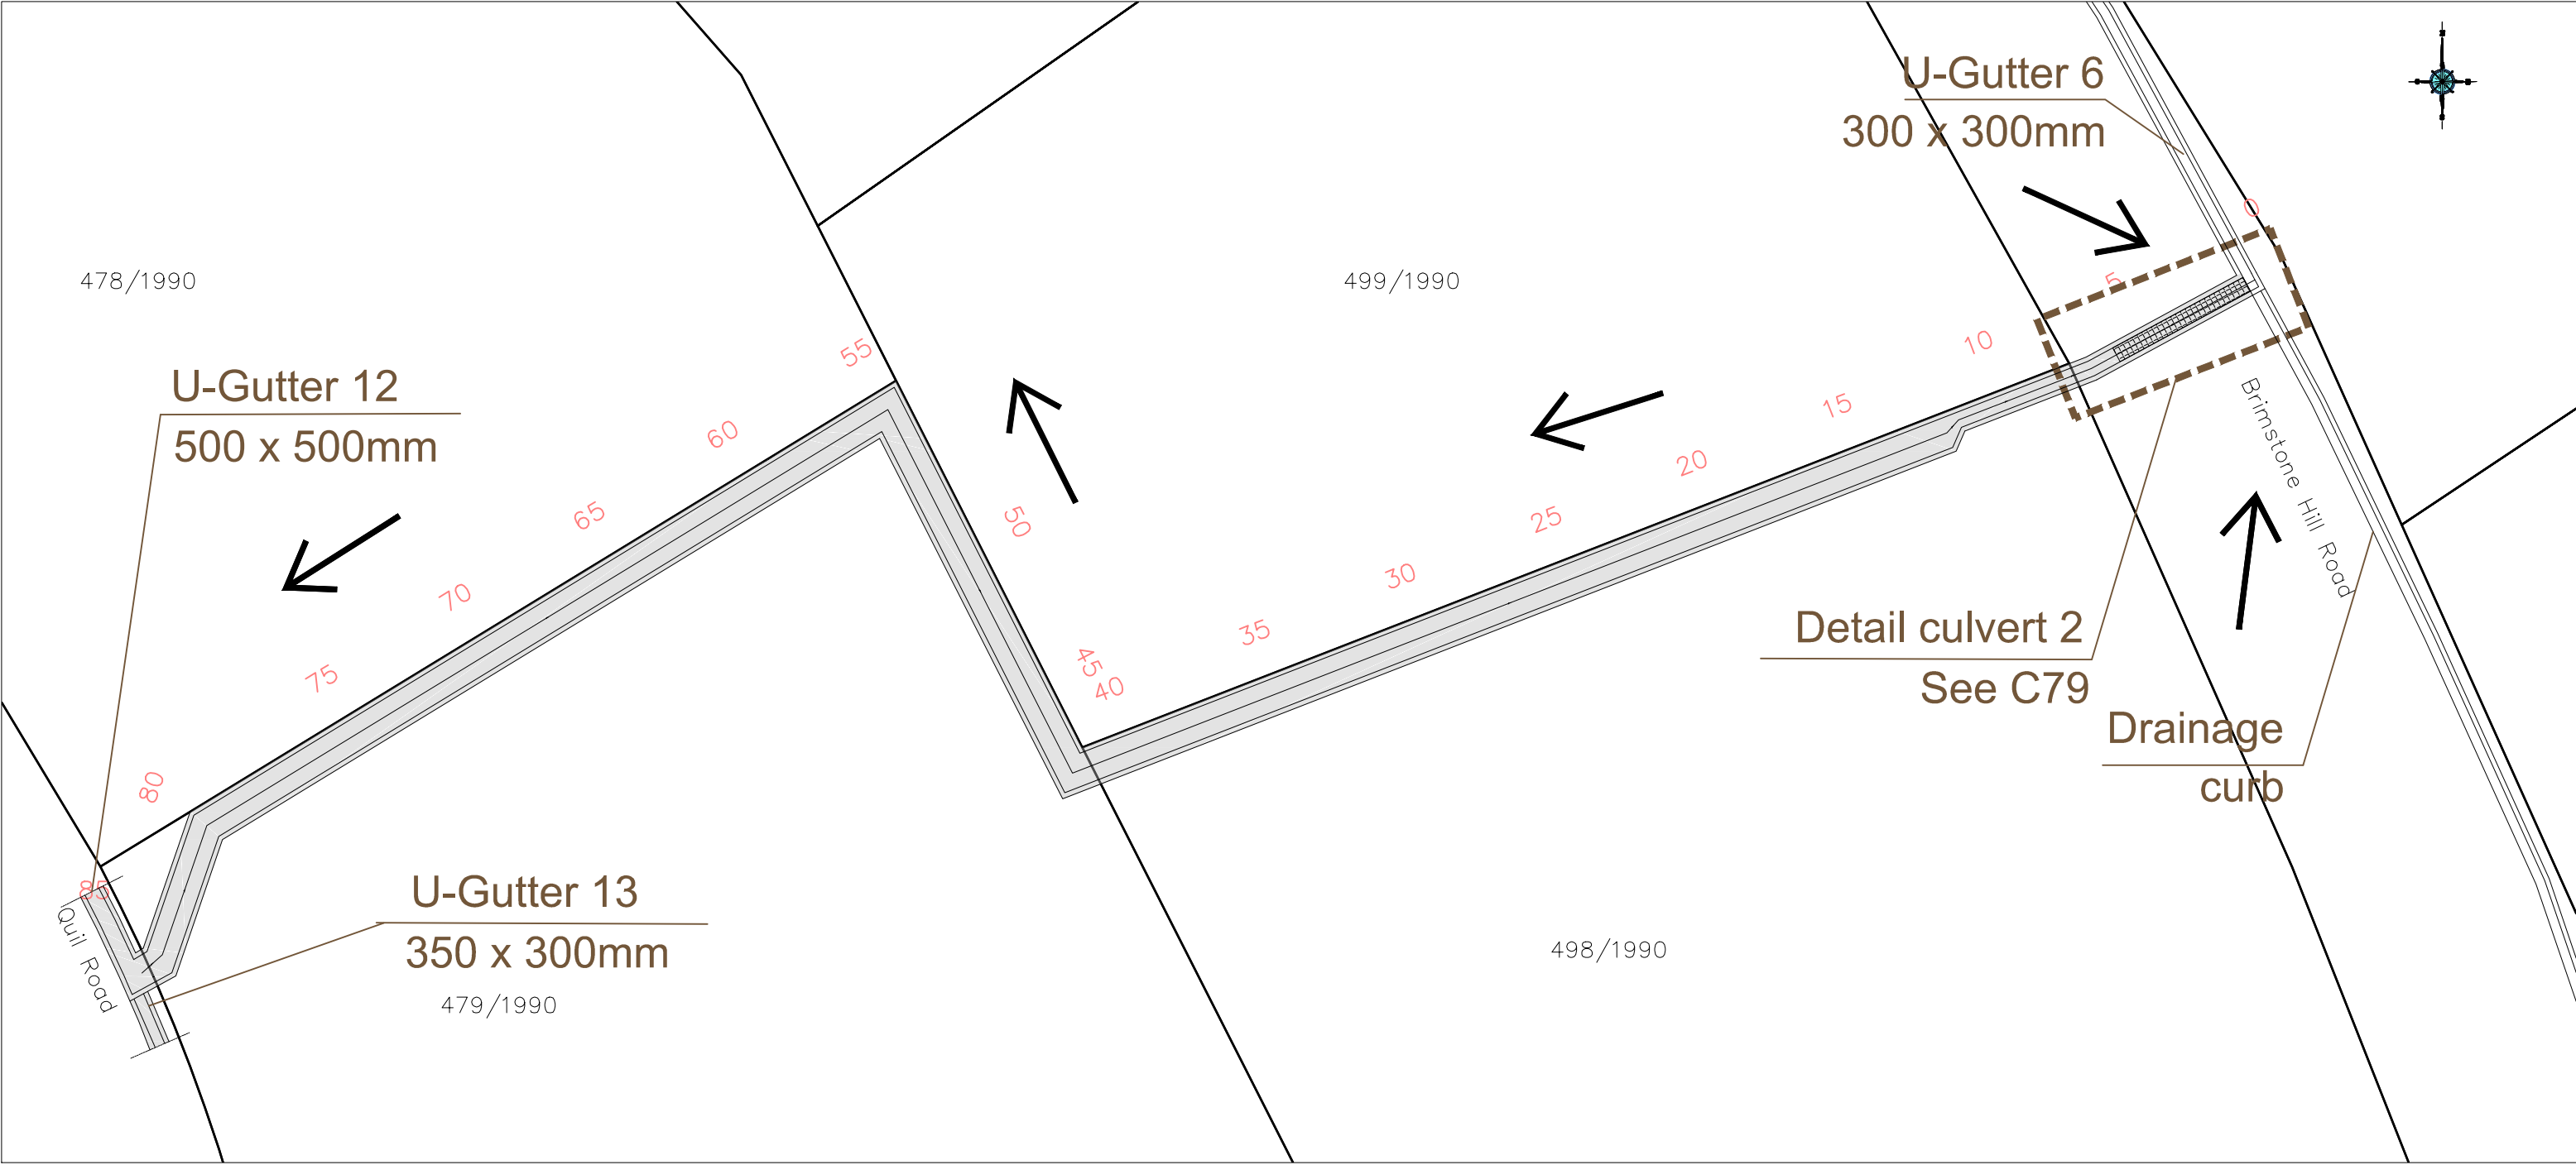 U-Gutter 6
300 x 300mm
0
5
478/1990
499/1990
10
55
15
U-Gutter 12
500 x 500mm
60
20
65
50
25
Brimstone Hill Road
70
30
35
Detail culvert 2
See C79
75
45
40
Drainage
curb
80
85
U-Gutter 13
350 x 300mm
Quil Road
498/1990
479/1990